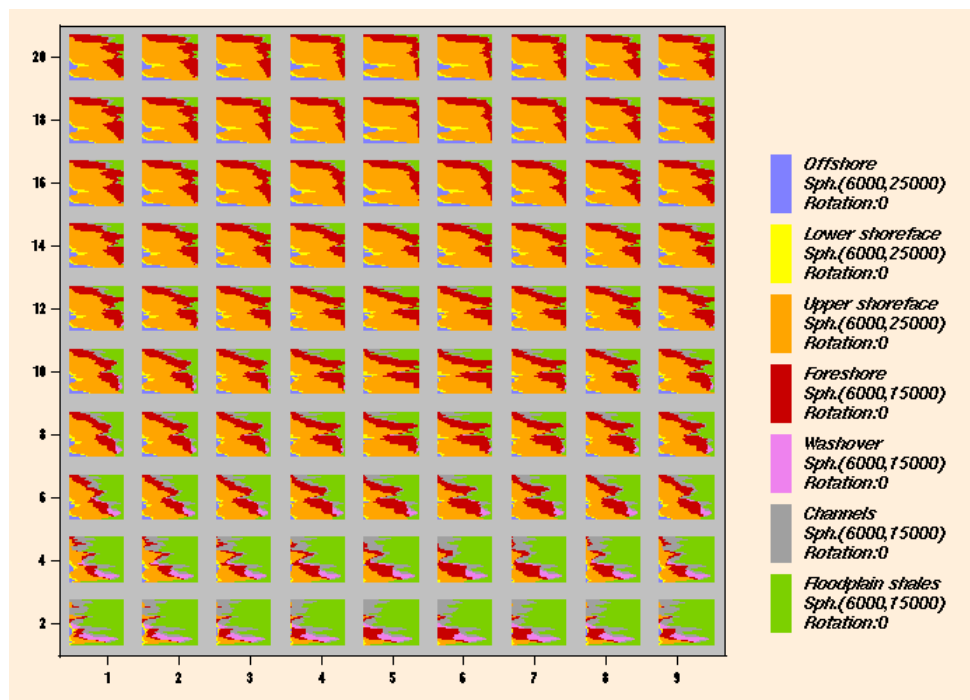 20
18
16
14
12
10
8
6
4
2
1 2 3 4 5 6 7 8 9
Offshore
Sph.(6000,25000)
Rotation:0
Lower shoreface
Sph.(6000,25000)
Rotation:0
Upper shoreface
Sph.(6000,25000)
Rotation:0
Foreshore
Sph.(6000,15000)
Rotation:0
Washover
Sph.(6000,15000)
Rotation:0
Channels
Sph.(6000,15000)
Rotation:0
Floodplain shales
Sph.(6000,15000)
Rotation:0